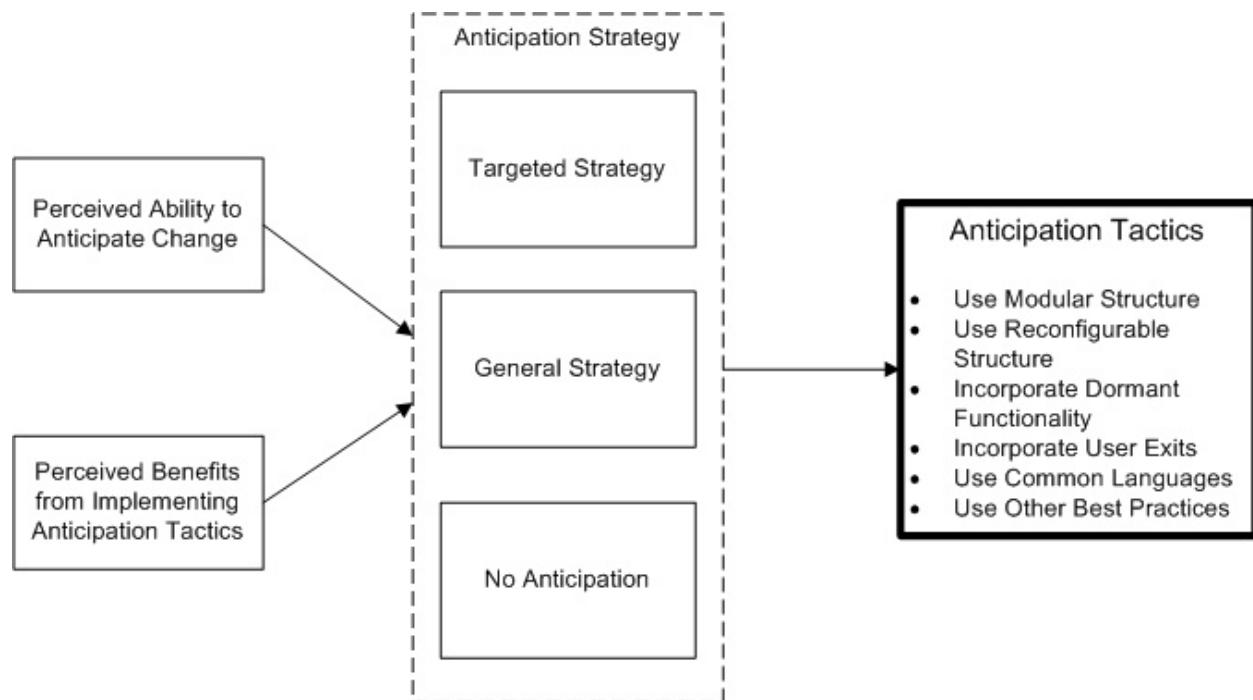 Anticipation Strategy
Targeted Strategy
Perceived Ability to
Anticipate Change
General Strategy
Perceived Benefits
from Implementing
Anticipation Tactics
No Anticipation
Anticipation Tactics
• Use Modular Structure
• Use Reconfigurable
Structure
• Incorporate Dormant
Functionality
• Incorporate User Exits
• Use Common Languages
• Use Other Best Practices